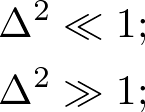 Δ² ≪ 1;
Δ² ≫ 1;